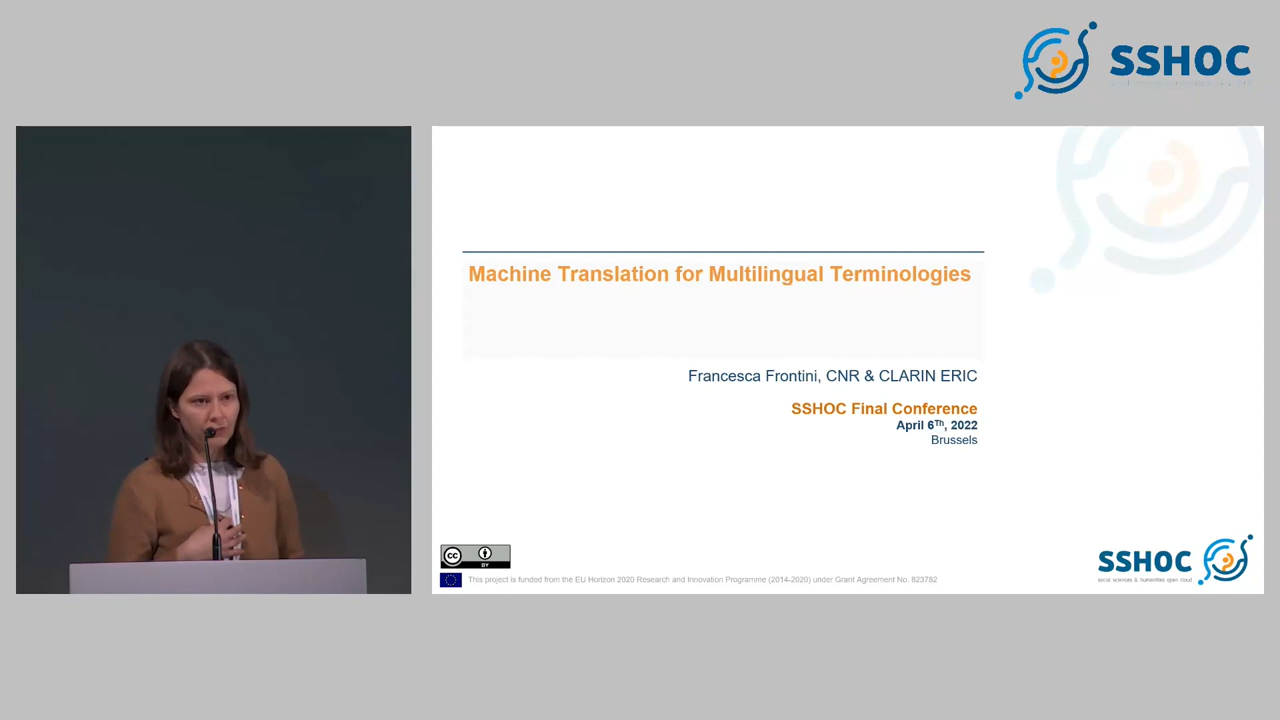 SSHOC
Machine Translation for Multilingual Terminologies
Francesca Frontini, CNR & CLARIN ERIC
SSHOC Final Conference
April 6Th, 2022
Brussels
cc BY
This project is funded from the EU Horizon 2020 Research and Innovation Programme (2014-2020) under Grant Agreement No. 823782
SSHOC
social sciences & humanities open cloud